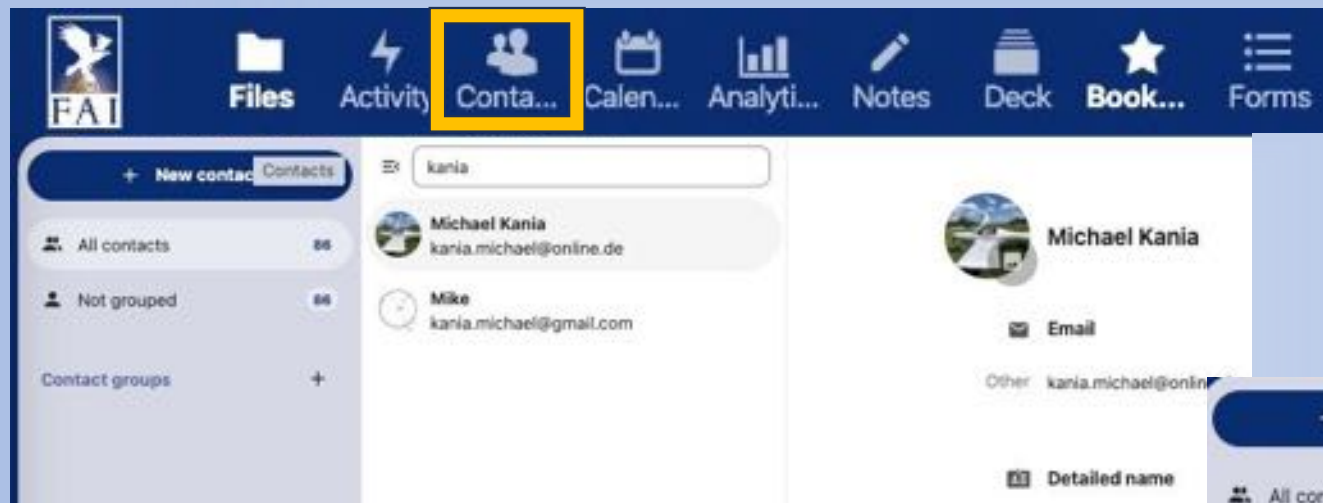 FAI
Files
Activity
Conta...
Calen...
Analyti...
Notes
Deck
Book...
Forms
+ New contac
Contacts
All contacts 86
Not grouped 86
Contact groups +
kania
Michael Kania
kania.michael@online.de
Mike
kania.michael@gmail.com
Michael Kania
Email
Other kania.michael@onlin
Detailed name
All con